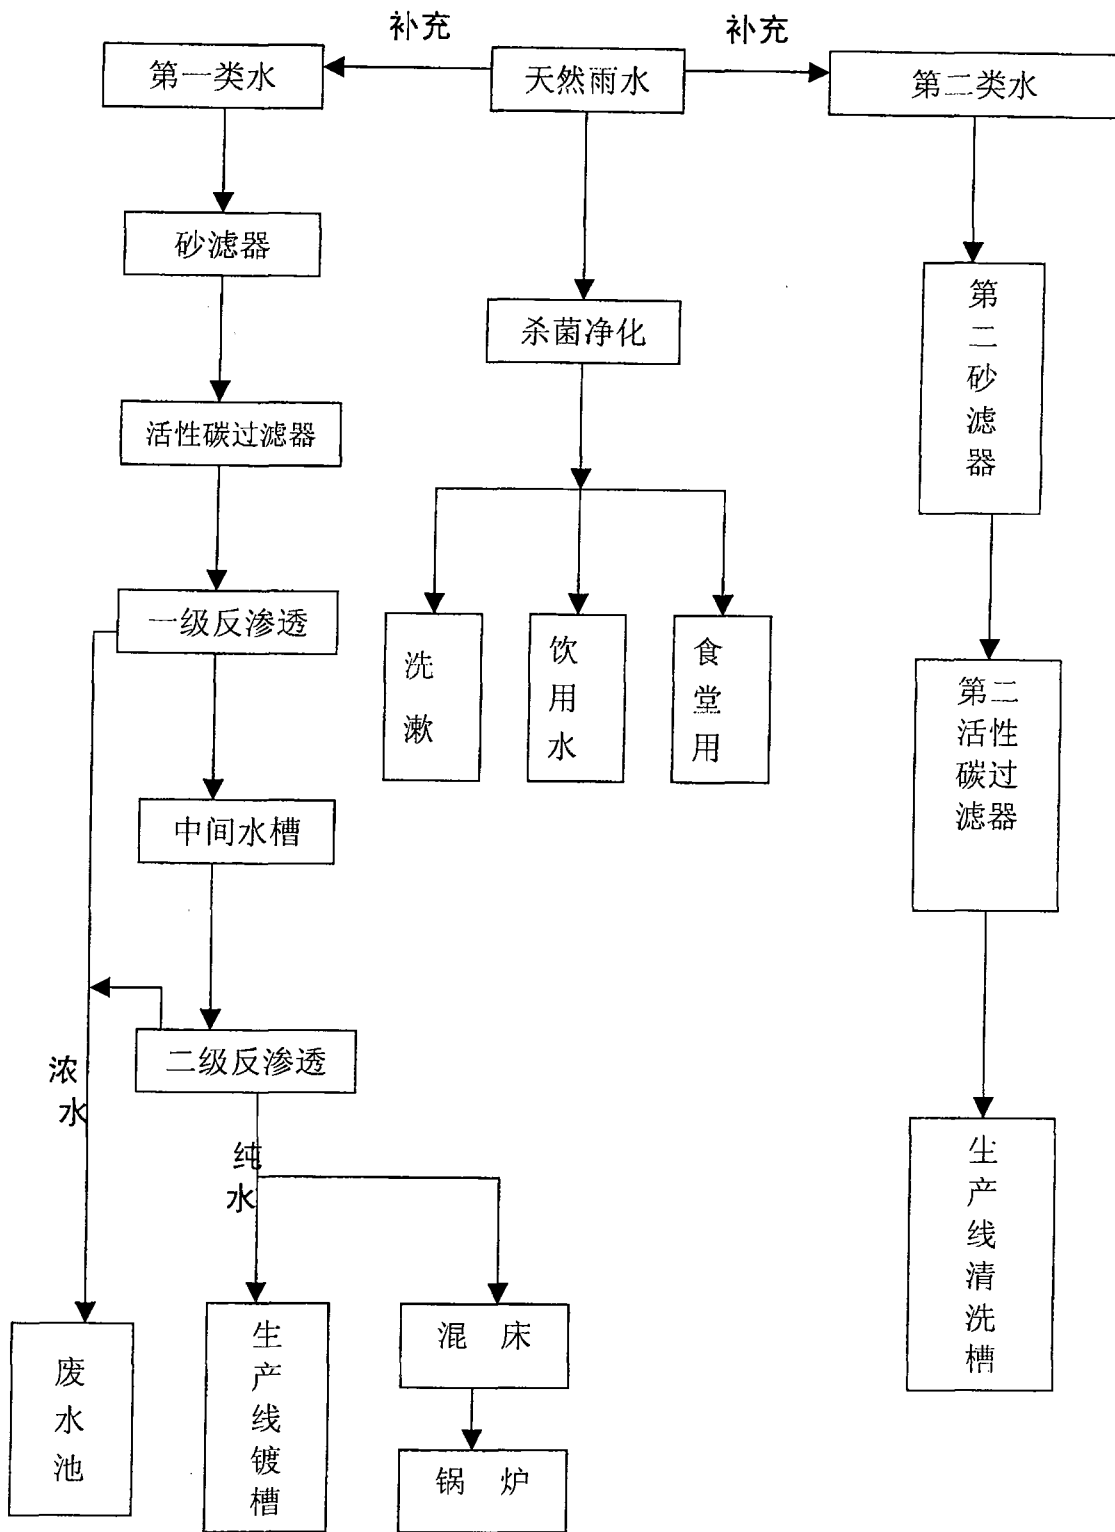 补充
补充
第一类水
天然雨水
第二类水
砂滤器
杀菌净化
第二砂滤器
活性碳过滤器
一级反渗透
洗漱
饮用水
食堂用
第二
活性
碳过
滤器
中间水槽
二级反渗透
浓水
纯水
生产线清洗槽
废水池
生产线镀槽
混 床
锅 炉